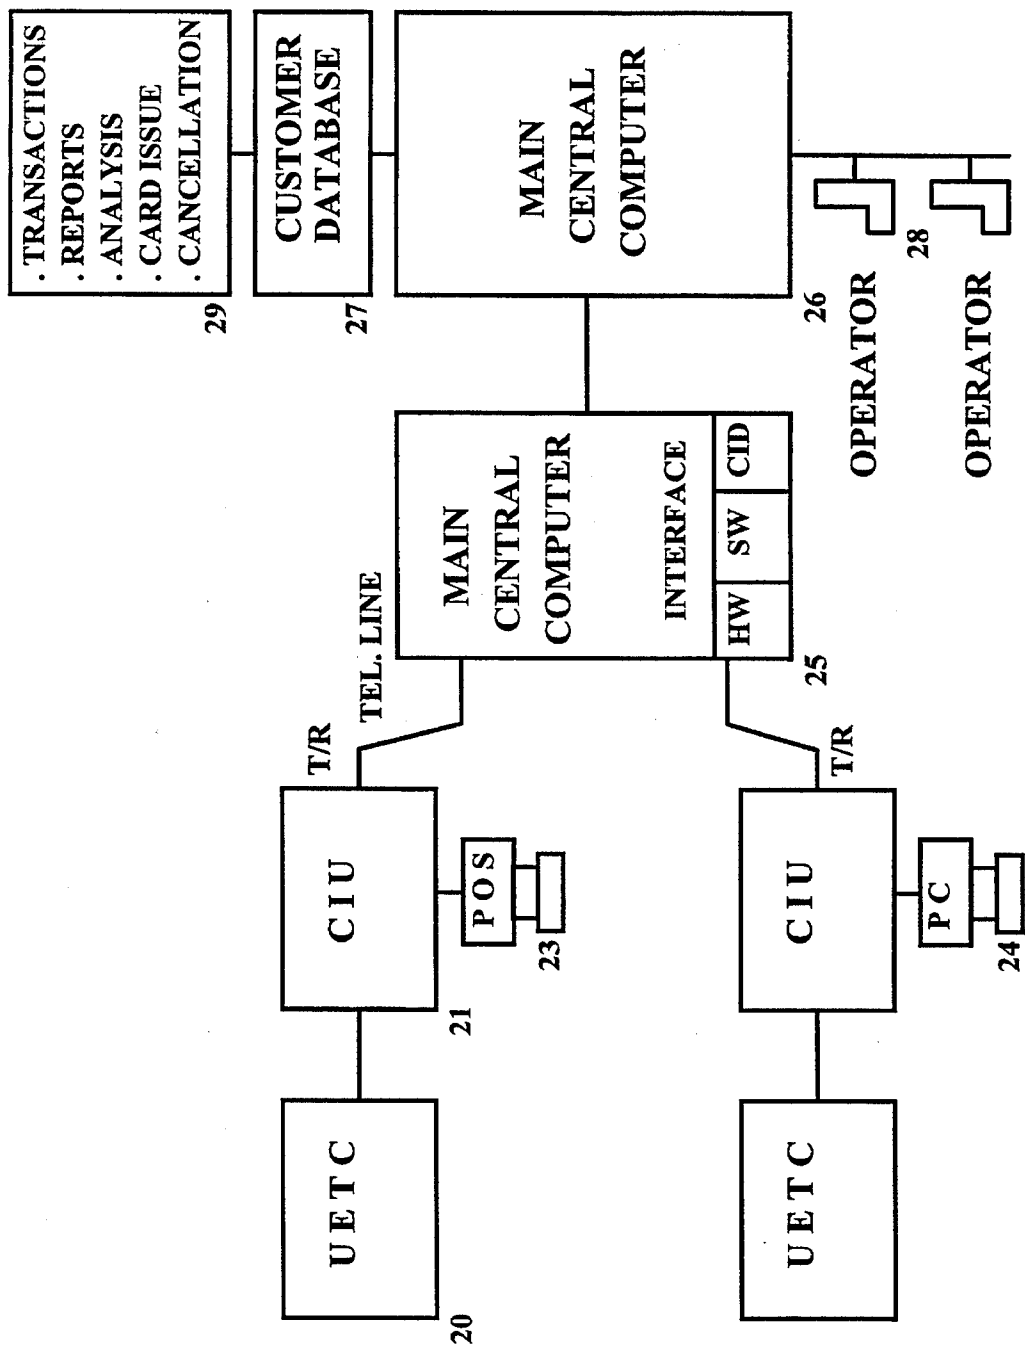 . TRANSACTIONS
. REPORTS
. ANALYSIS
. CARD ISSUE
. CANCELLATION
29
CUSTOMER
DATABASE
27
MAIN
CENTRAL
COMPUTER
26
28
OPERATOR
OPERATOR
MAIN
CENTRAL
COMPUTER
INTERFACE
HW
SW
CID
25
TEL. LINE
T/R
T/R
CIU
21
POS
23
CIU
PC
24
UETC
20
UETC